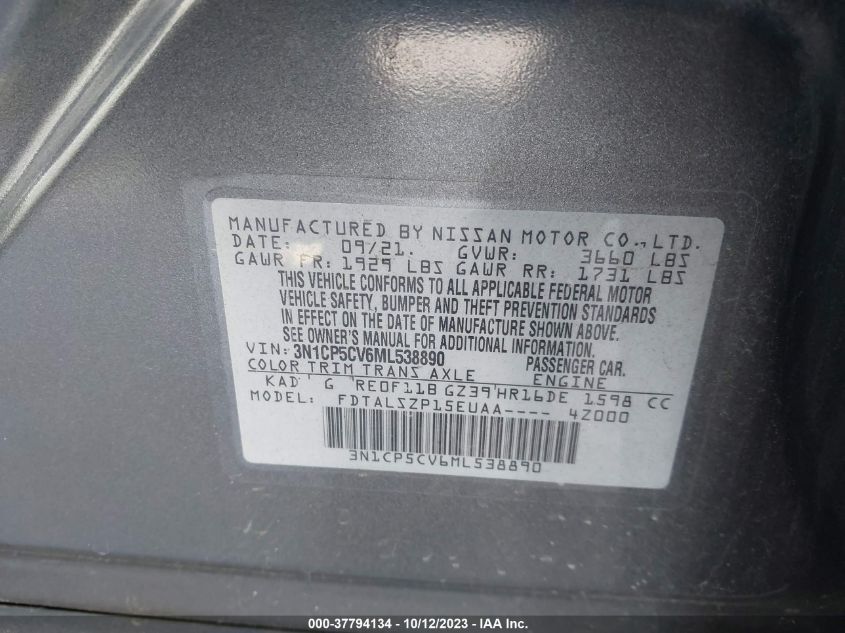 MANUFACTURED BY NISSAN MOTOR CO.,LTD.
DATE: 09/21. GVWR: 3660 LBS
GAWR FR: 1929 LBS GAWR RR: 1731 LBS
THIS VEHICLE CONFORMS TO ALL APPLICABLE FEDERAL MOTOR
VEHICLE SAFETY, BUMPER AND THEFT PREVENTION STANDARDS
IN EFFECT ON THE DATE OF MANUFACTURE SHOWN ABOVE.
SEE OWNER'S MANUAL FOR ADDITIONAL INFORMATION.
VIN: 3N1CP5CV6ML538890 PASSENGER CAR.
COLOR TRIM TRANS AXLE ENGINE
KAD G RE0F11B GZ39 HR16DE 1598 CC
MODEL: FDTALSZP15EUAA---- 4Z000
3N1CP5CV6ML538890
000-37794134 - 10/12/2023 - IAA Inc.